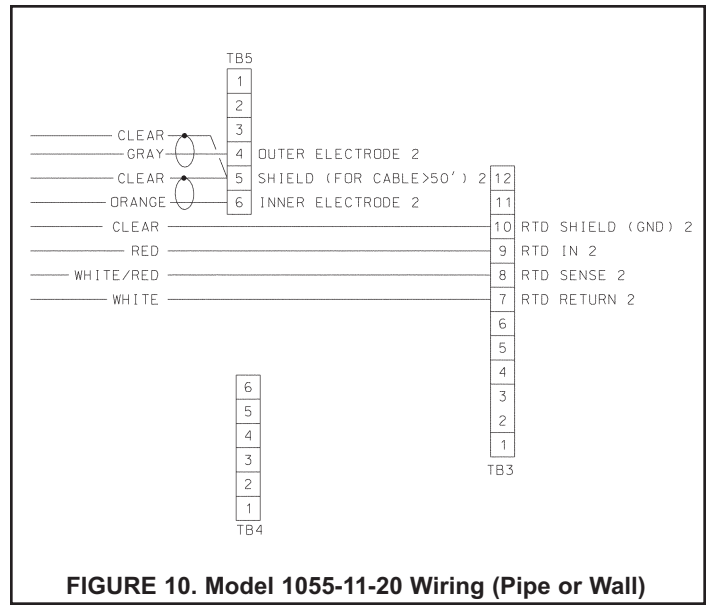 TB5
1
2
CLEAR 3
GRAY 4 OUTER ELECTRODE 2
CLEAR 5 SHIELD (FOR CABLE>50') 2 12
ORANGE 6 INNER ELECTRODE 2 11
CLEAR 10 RTD SHIELD (GND) 2
RED 9 RTD IN 2
WHITE/RED 8 RTD SENSE 2
WHITE 7 RTD RETURN 2
6
5
4
3
2
1
TB3
6
5
4
3
2
1
TB4
FIGURE 10. Model 1055-11-20 Wiring (Pipe or Wall)